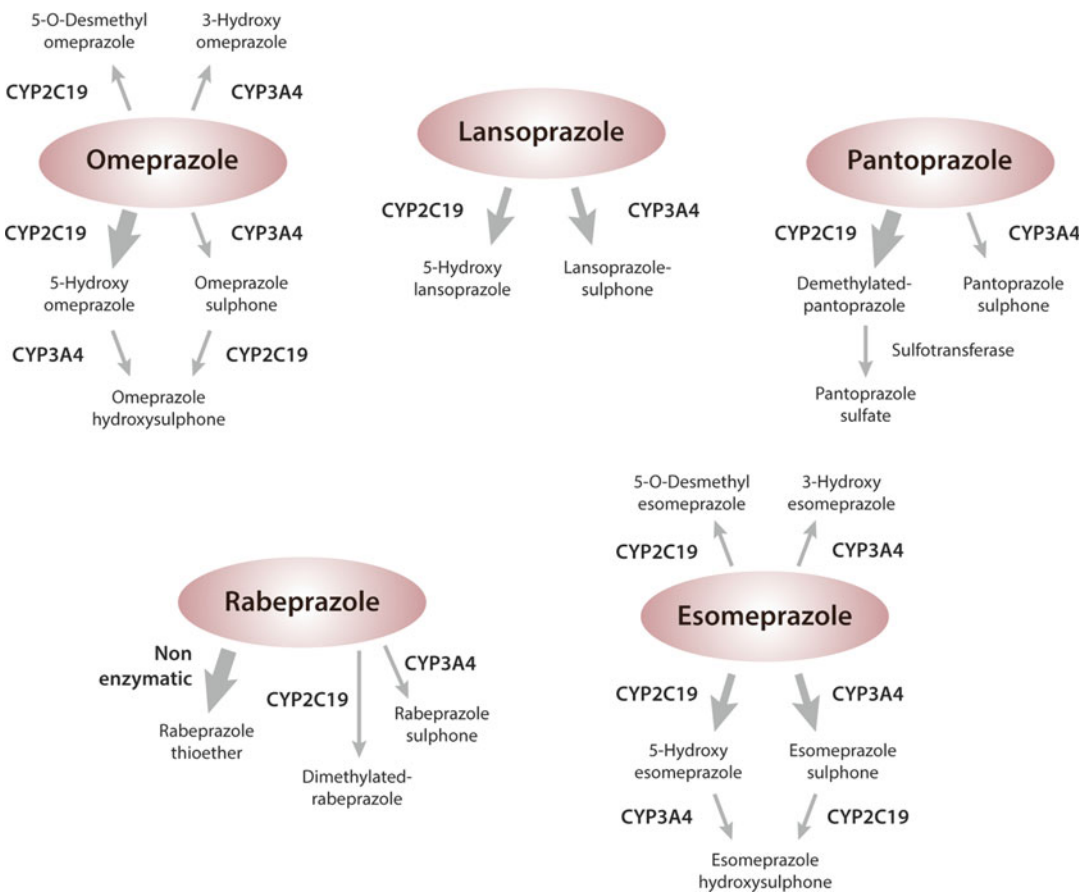 5-O-Desmethyl
omeprazole
3-Hydroxy
omeprazole
CYP2C19
CYP3A4
Omeprazole
CYP2C19
CYP3A4
5-Hydroxy
omeprazole
Omeprazole
sulphone
CYP3A4
CYP2C19
Omeprazole
hydroxysulphone
Lansoprazole
CYP2C19
CYP3A4
5-Hydroxy
lansoprazole
Lansoprazole-
sulphone
Pantoprazole
CYP2C19
CYP3A4
Demethylated-
pantoprazole
Pantoprazole
sulphone
Sulfotransferase
Pantoprazole
sulfate
Rabeprazole
Non
enzymatic
CYP2C19
CYP3A4
Rabeprazole
thioether
Rabeprazole
sulphone
Dimethylated-
rabeprazole
5-O-Desmethyl
esomeprazole
3-Hydroxy
esomeprazole
CYP2C19
CYP3A4
Esomeprazole
CYP2C19
CYP3A4
5-Hydroxy
esomeprazole
Esomeprazole
sulphone
CYP3A4
CYP2C19
Esomeprazole
hydroxysulphone